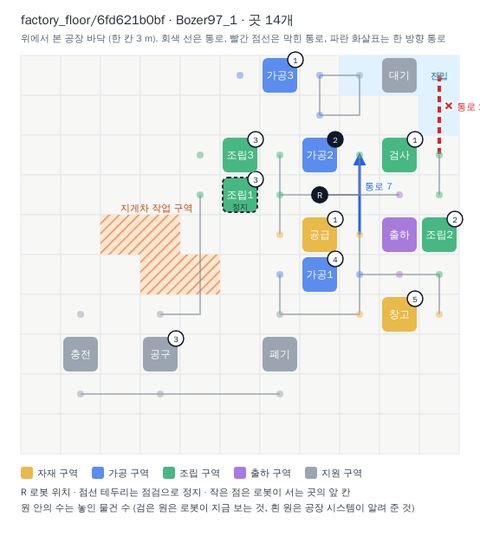 factory_floor/6fd621b0bf · Bozer97_1 · 곳 14개
위에서 본 공장 바닥 (한 칸 3 m). 회색 선은 통로, 빨간 점선은 막힌 통로, 파란 화살표는 한 방향 통로
1
가공3
대기
✖ 통로
3
2
1
조립3
가공2
검사
3
조립1
정지
R
통로 7
지게차 작업 구역
1
2
공급
출하
조립2
4
가공1
5
창고
3
충전
공구
폐기
자재 구역
가공 구역
조립 구역
출하 구역
지원 구역
R 로봇 위치 · 점선 테두리는 점검으로 정지 · 작은 점은 로봇이 서는 곳의 앞 칸
원 안의 수는 놓인 물건 수 (검은 원은 로봇이 지금 보는 것, 흰 원은 공장 시스템이 알려 준 것)